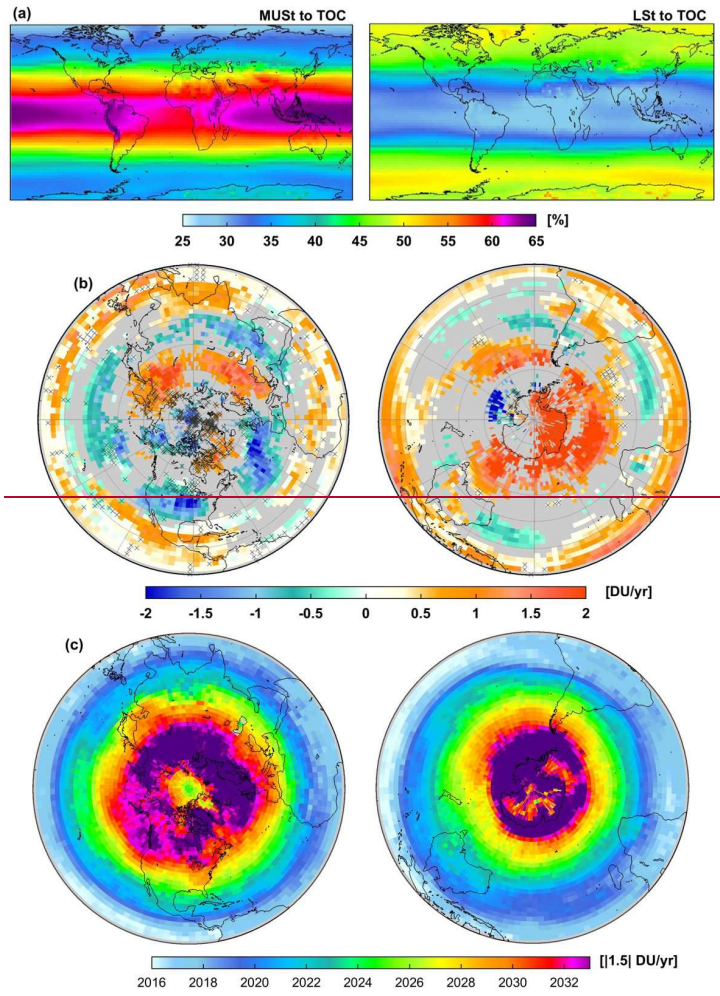 (a) MUSt to TOC LSt to TOC
25 30 35 40 45 50 55 60 65 [%]
(b)
-2 -1.5 -1 -0.5 0 0.5 1 1.5 2 [DU/yr]
(c)
2016 2018 2020 2022 2024 2026 2028 2030 2032 [|1.5| DU/yr]